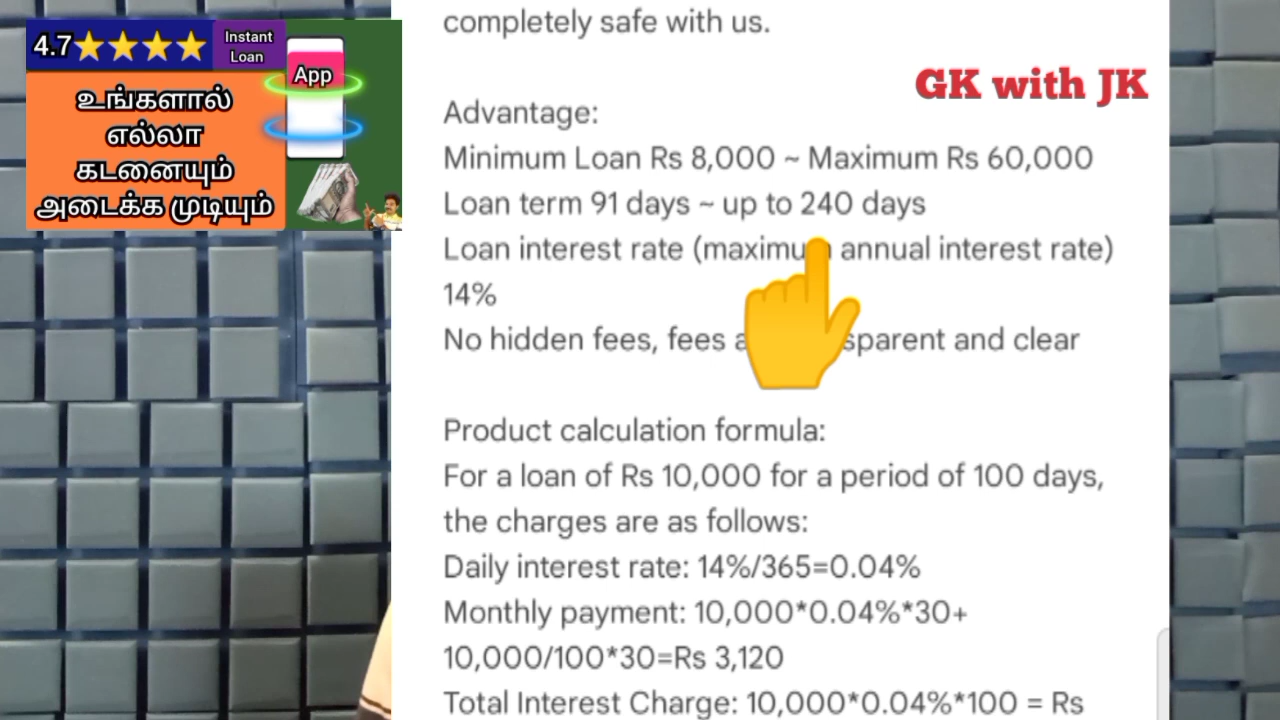 4.7
Instant
Loan
App
உங்களால்
எல்லா
கடனையும்
அடைக்க முடியும்
GK with JK
completely safe with us.
Advantage:
Minimum Loan Rs 8,000 ~ Maximum Rs 60,000
Loan term 91 days ~ up to 240 days
Loan interest rate (maximum annual interest rate)
14%
No hidden fees, fees sparent and clear
Product calculation formula:
For a loan of Rs 10,000 for a period of 100 days,
the charges are as follows:
Daily interest rate: 14%/365=0.04%
Monthly payment: 10,000*0.04%*30+
10,000/100*30=Rs 3,120
Total Interest Charge: 10,000*0.04%*100 = Rs